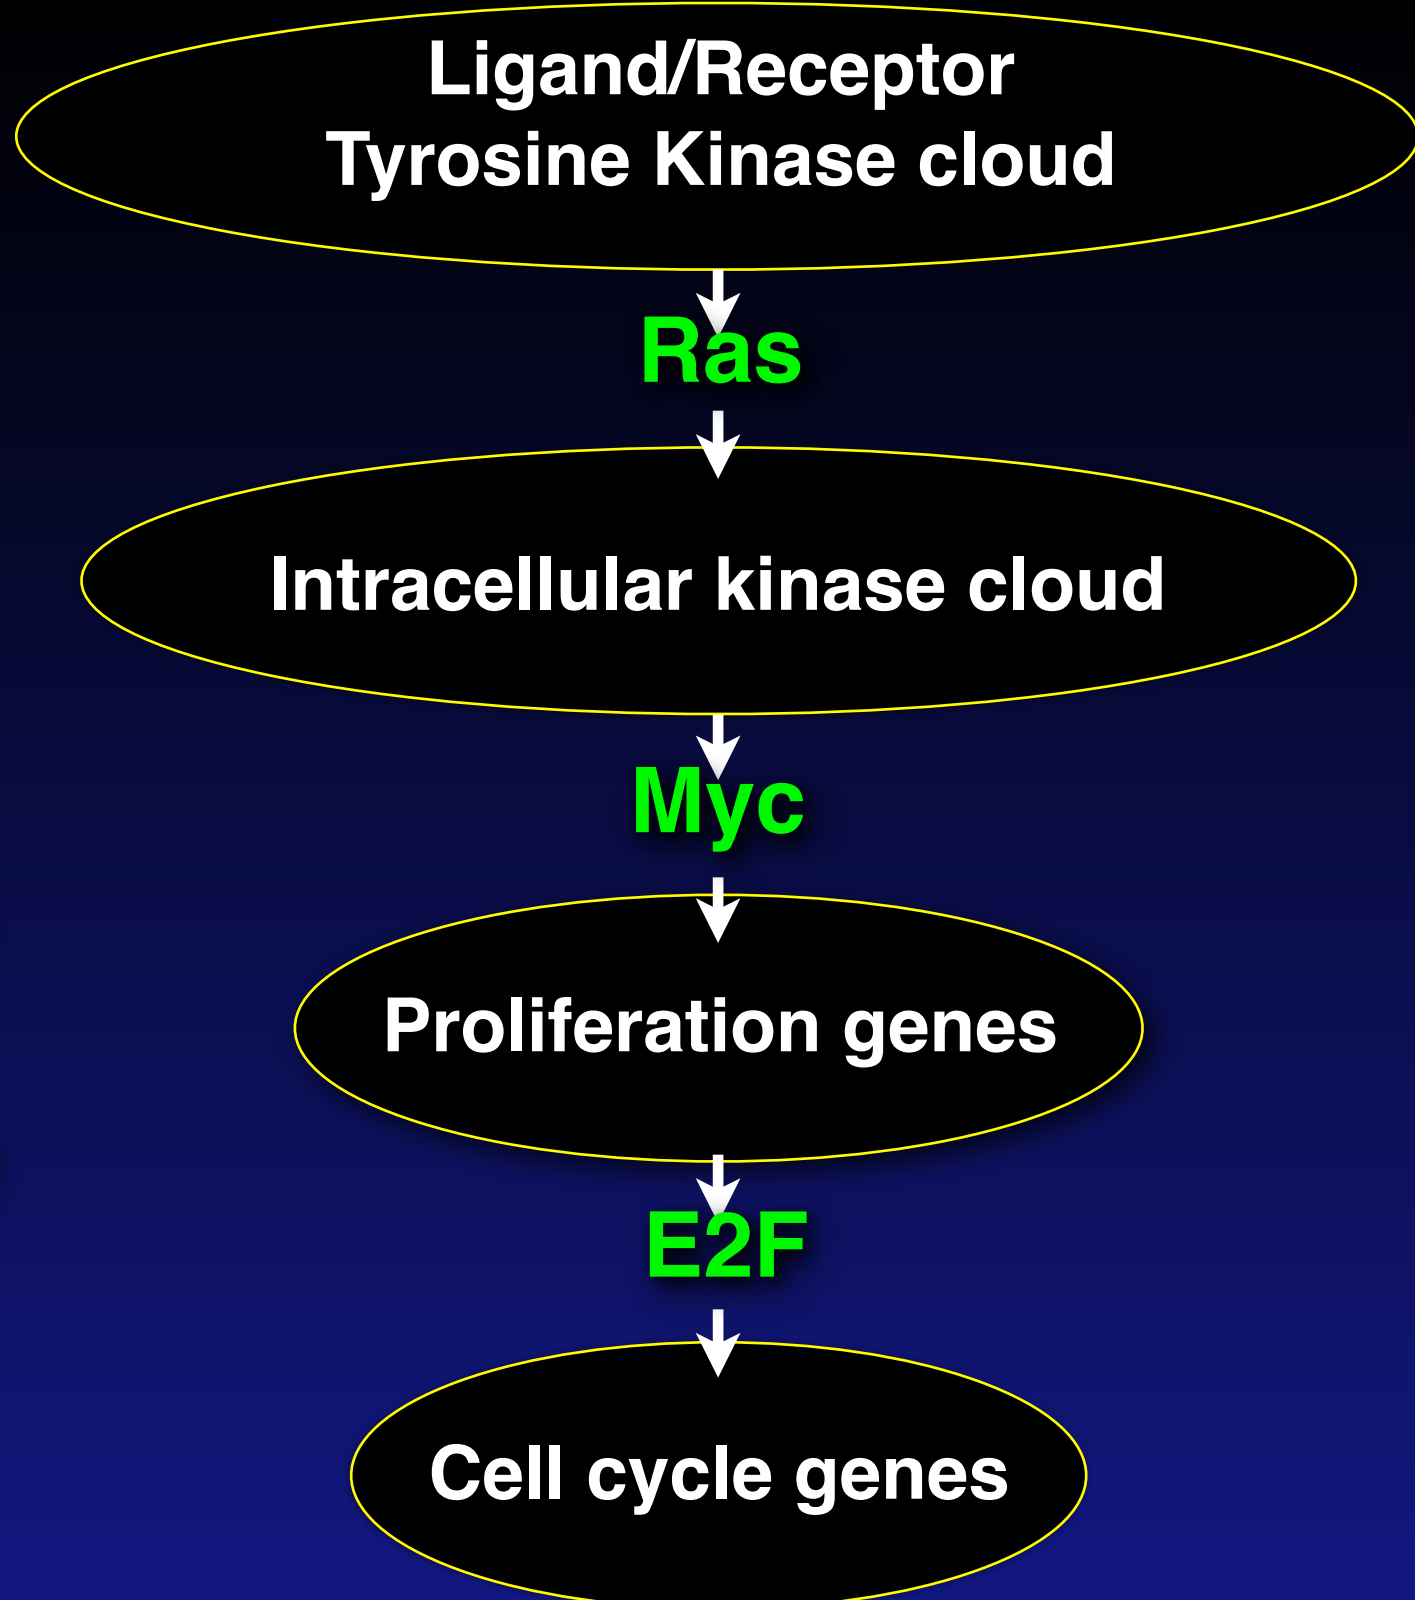 Ligand/Receptor
Tyrosine Kinase cloud
Ras
Intracellular kinase cloud
Myc
Proliferation genes
E2F
Cell cycle genes